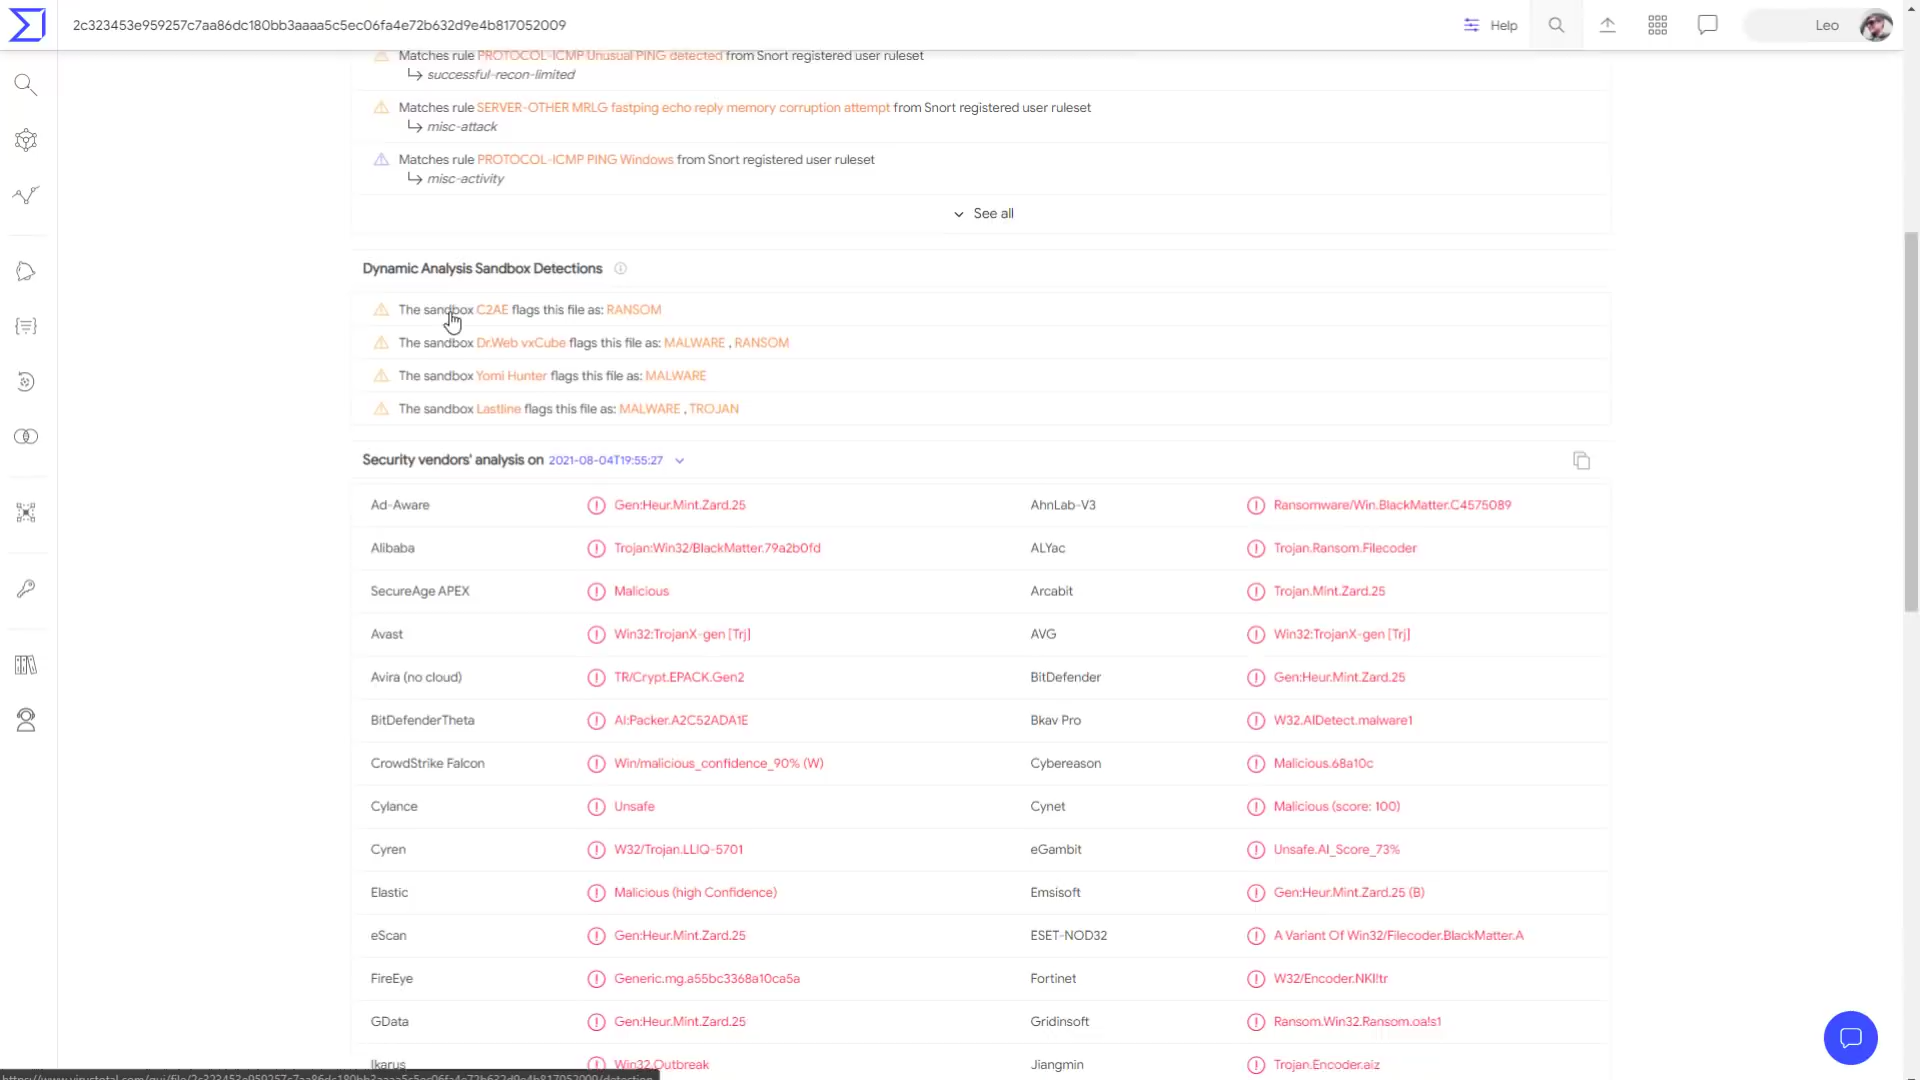 2c323453e959257c7aa86dc180bb3aaaa5c5ec06fa4e72b632d9e4b817052009
Help
Leo
Matches rule PROTOCOL-ICMP Unusual PING detected from Snort registered user ruleset
↳ successful-recon-limited
Matches rule SERVER-OTHER MRLG fastping echo reply memory corruption attempt from Snort registered user ruleset
↳ misc-attack
Matches rule PROTOCOL-ICMP PING Windows from Snort registered user ruleset
↳ misc-activity
See all
Dynamic Analysis Sandbox Detections
The sandbox C2AE flags this file as: RANSOM
The sandbox Dr.Web vxCube flags this file as: MALWARE , RANSOM
The sandbox Yomi Hunter flags this file as: MALWARE
The sandbox Lastline flags this file as: MALWARE , TROJAN
Security vendors' analysis on 2021-08-04T19:55:27
Ad-Aware Gen:Heur.Mint.Zard.25 AhnLab-V3 Ransomware/Win.BlackMatter.C4575089
Alibaba Trojan:Win32/BlackMatter.79a2b0fd ALYac Trojan.Ransom.Filecoder
SecureAge APEX Malicious Arcabit Trojan.Mint.Zard.25
Avast Win32:TrojanX-gen [Trj] AVG Win32:TrojanX-gen [Trj]
Avira (no cloud) TR/Crypt.EPACK.Gen2 BitDefender Gen:Heur.Mint.Zard.25
BitDefenderTheta AI:Packer.A2C52ADA1E Bkav Pro W32.AIDetect.malware1
CrowdStrike Falcon Win/malicious_confidence_90% (W) Cybereason Malicious.68a10c
Cylance Unsafe Cynet Malicious (score: 100)
Cyren W32/Trojan.LLIQ-5701 eGambit Unsafe.AI_Score_73%
Elastic Malicious (high Confidence) Emsisoft Gen:Heur.Mint.Zard.25 (B)
eScan Gen:Heur.Mint.Zard.25 ESET-NOD32 A Variant Of Win32/Filecoder.BlackMatter.A
FireEye Generic.mg.a55bc3368a10ca5a Fortinet W32/Encoder.NKI!tr
GData Gen:Heur.Mint.Zard.25 Gridinsoft Ransom.Win32.Ransom.oa!s1
Ikarus Win32.Outbreak Jiangmin Trojan.Encoder.aiz
https://www.virustotal.com/gui/file/2c323453e959257c7aa86dc180bb3aaaa5c5ec06fa4e72b632d9e4b817052009/detection